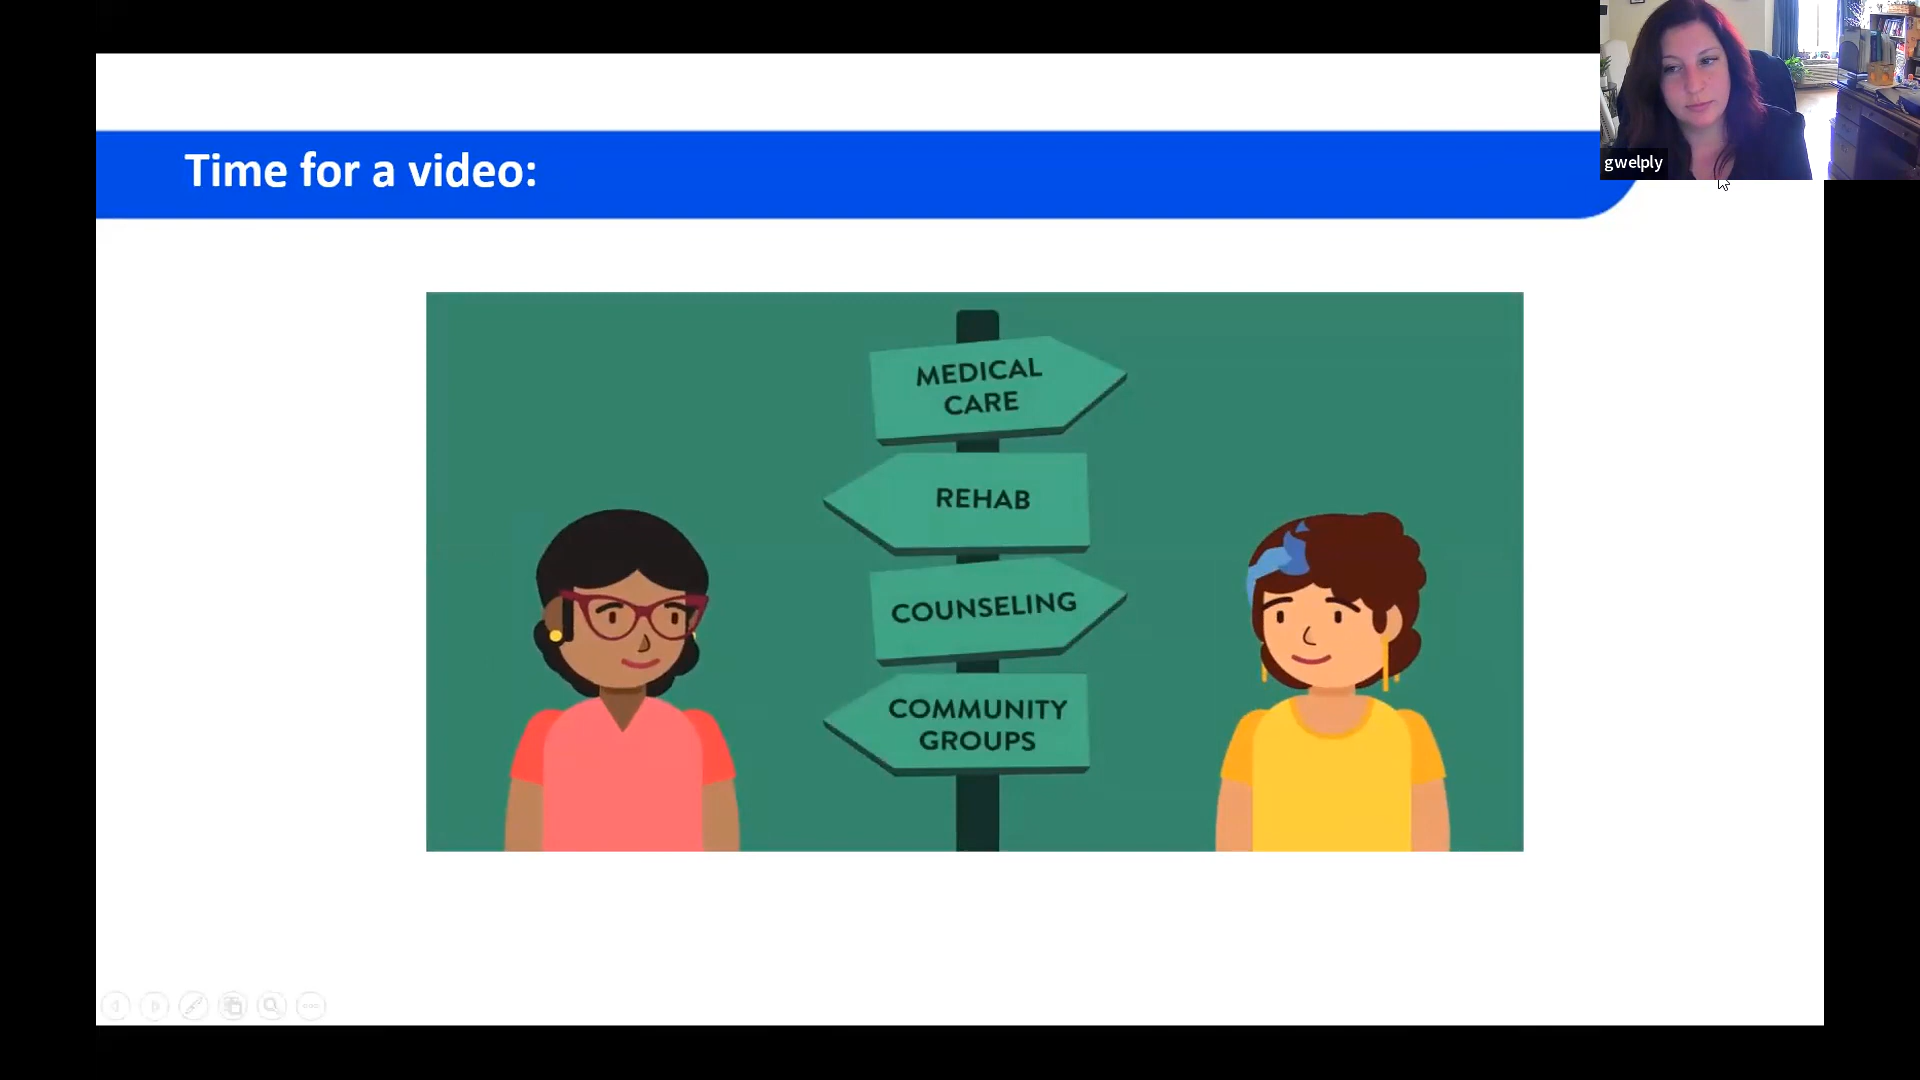 Time for a video:
gwelply
MEDICAL
CARE
REHAB
COUNSELING
COMMUNITY
GROUPS